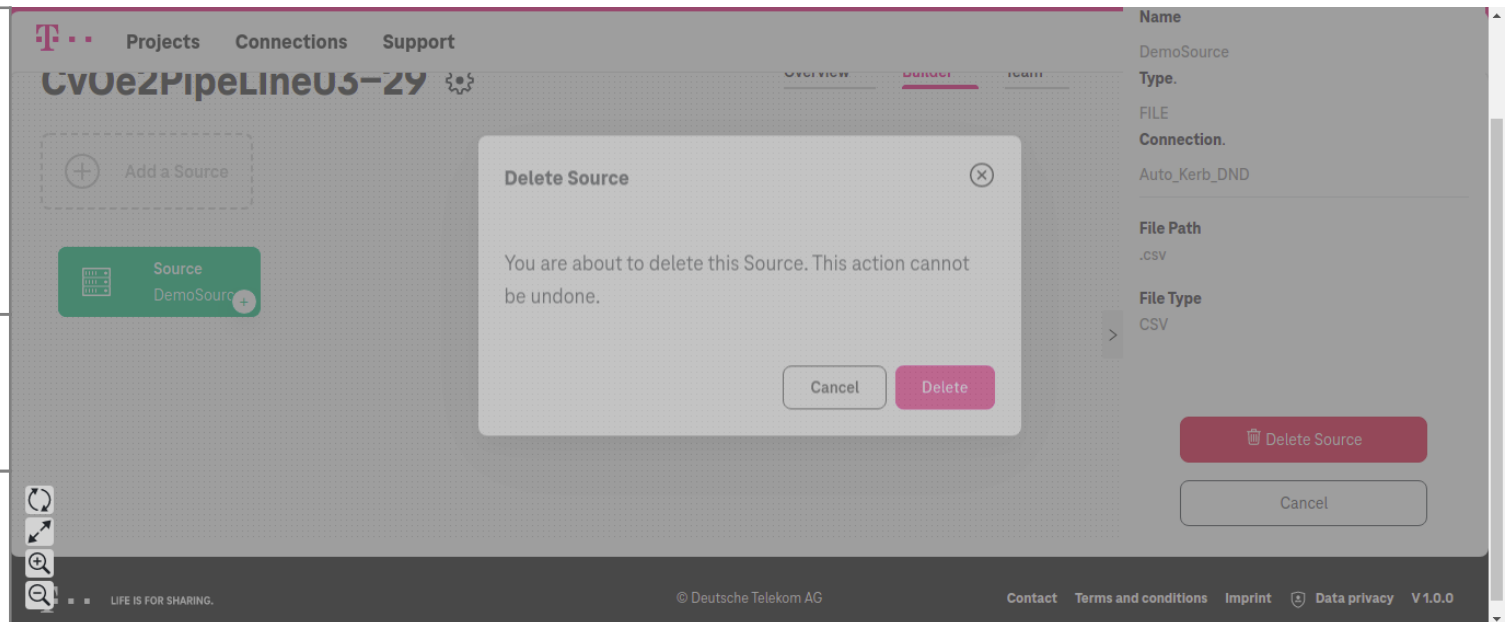 Projects Connections Support
CvOe2PipeLine03-29
Overview Builder Team
Add a Source
Source
DemoSourc
Delete Source
You are about to delete this Source. This action cannot
be undone.
Cancel Delete
Name
DemoSource
Type.
FILE
Connection.
Auto_Kerb_DND
File Path
.csv
File Type
CSV
Delete Source
Cancel
LIFE IS FOR SHARING.
© Deutsche Telekom AG
Contact Terms and conditions Imprint Data privacy V 1.0.0